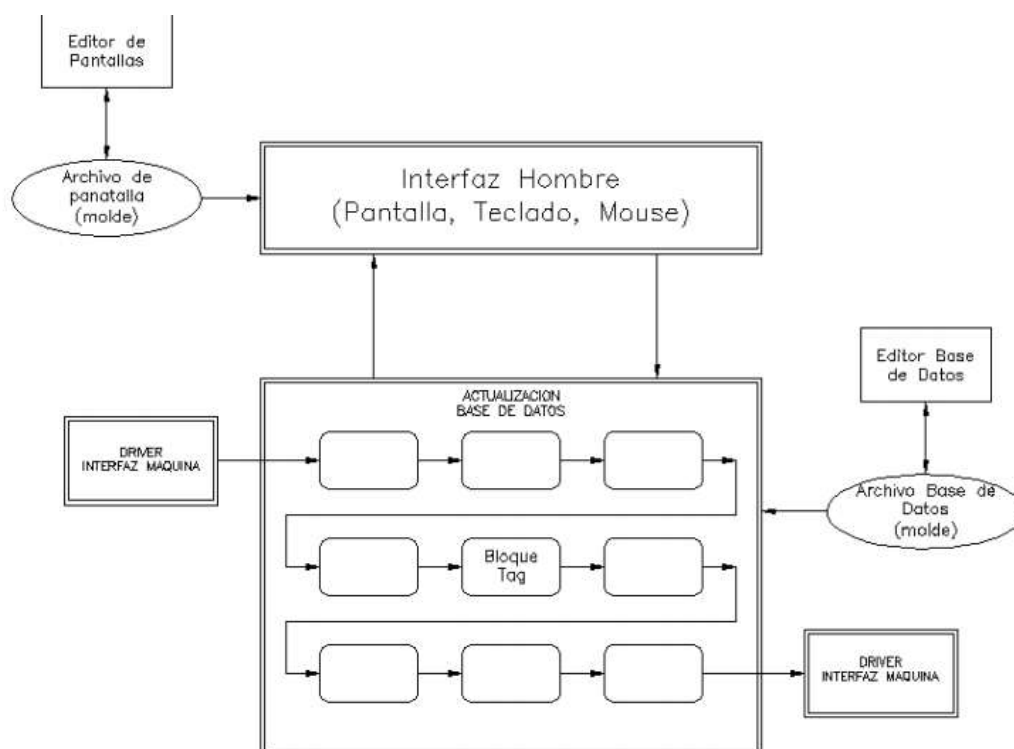 Editor de
Pantallas
Archivo de
panatalla
(molde)
Interfaz Hombre
(Pantalla, Teclado, Mouse)
Editor Base
de Datos
ACTUALIZACION
BASE DE DATOS
DRIVER
INTERFAZ MAQUINA
Archivo Base de
Datos
(molde)
Bloque
Tag
DRIVER
INTERFAZ MAQUINA